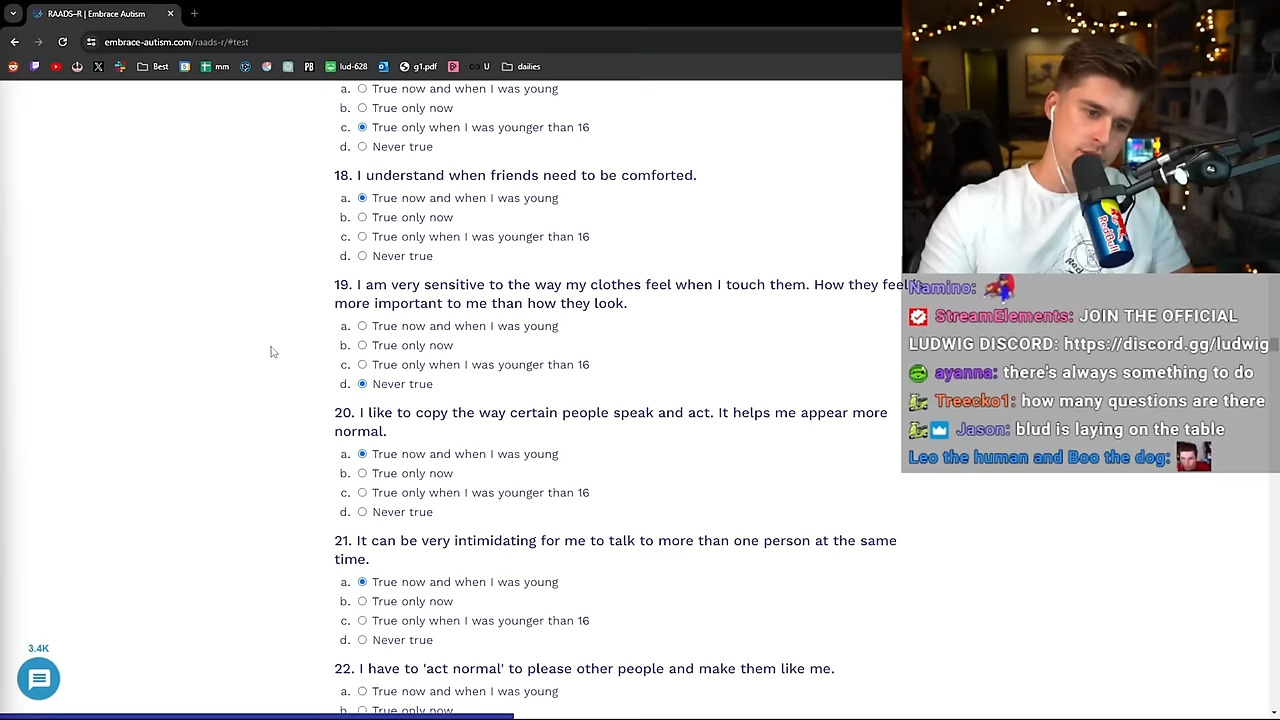 RAADS–R | Embrace Autism
embrace-autism.com/raads-r/#test
Best
mm
lud-628
g1.pdf
U
dailies
a. True now and when I was young
b. True only now
c. True only when I was younger than 16
d. Never true
18. I understand when friends need to be comforted.
a. True now and when I was young
b. True only now
c. True only when I was younger than 16
d. Never true
19. I am very sensitive to the way my clothes feel when I touch them. How they feel
more important to me than how they look.
a. True now and when I was young
b. True only now
c. True only when I was younger than 16
d. Never true
20. I like to copy the way certain people speak and act. It helps me appear more
normal.
a. True now and when I was young
b. True only now
c. True only when I was younger than 16
d. Never true
21. It can be very intimidating for me to talk to more than one person at the same
time.
a. True now and when I was young
b. True only now
c. True only when I was younger than 16
d. Never true
22. I have to 'act normal' to please other people and make them like me.
a. True now and when I was young
b. True only now
3.4K
RedBull
Namino:
StreamElements: JOIN THE OFFICIAL
LUDWIG DISCORD: https://discord.gg/ludwig
ayanna: there's always something to do
Treecko1: how many questions are there
Jason: blud is laying on the table
Leo the human and Boo the dog: